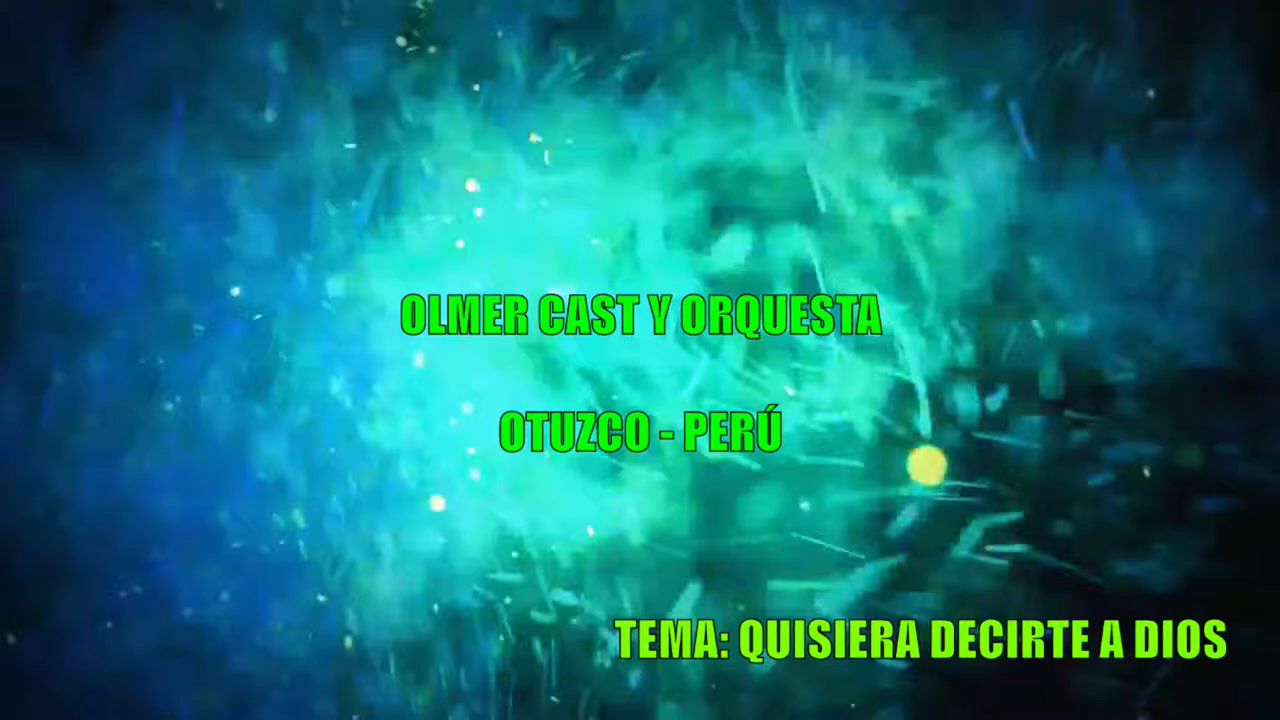 OLMER CAST Y ORQUESTA
OTUZCO - PERÚ
TEMA: QUISIERA DECIRTE A DIOS